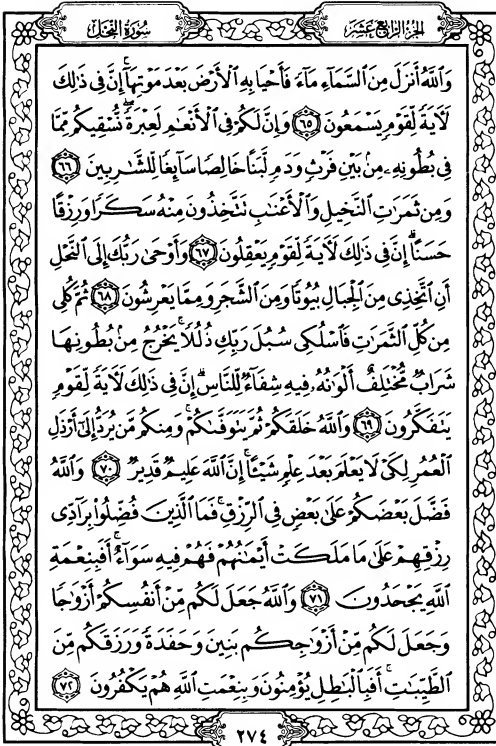 الجزء الرابع عشر
سورة النحل
وَٱللَّهُ أَنزَلَ مِنَ ٱلسَّمَآءِ مَآءً فَأَحْيَا بِهِ ٱلْأَرْضَ بَعْدَ مَوْتِهَآ إِنَّ فِى ذَٰلِكَ
لَءَايَةً لِّقَوْمٍ يَسْمَعُونَ ٦٥ وَإِنَّ لَكُمْ فِى ٱلْأَنْعَٰمِ لَعِبْرَةً نُّسْقِيكُم مِّمَّا
فِى بُطُونِهِۦ مِنۢ بَيْنِ فَرْثٍ وَدَمٍ لَّبَنًا خَالِصًا سَآئِغًا لِّلشَّٰرِبِينَ ٦٦
وَمِن ثَمَرَٰتِ ٱلنَّخِيلِ وَٱلْأَعْنَٰبِ تَتَّخِذُونَ مِنْهُ سَكَرًا وَرِزْقًا
حَسَنًا ۗ إِنَّ فِى ذَٰلِكَ لَءَايَةً لِّقَوْمٍ يَعْقِلُونَ ٦٧ وَأَوْحَىٰ رَبُّكَ إِلَى ٱلنَّحْلِ
أَنِ ٱتَّخِذِى مِنَ ٱلْجِبَالِ بُيُوتًا وَمِنَ ٱلشَّجَرِ وَمِمَّا يَعْرِشُونَ ٦٨ ثُمَّ كُلِى
مِن كُلِّ ٱلثَّمَرَٰتِ فَٱسْلُكِى سُبُلَ رَبِّكِ ذُلُلًا ۚ يَخْرُجُ مِنۢ بُطُونِهَا
شَرَابٌ مُّخْتَلِفٌ أَلْوَٰنُهُۥ فِيهِ شِفَآءٌ لِّلنَّاسِ ۗ إِنَّ فِى ذَٰلِكَ لَءَايَةً لِّقَوْمٍ
يَتَفَكَّرُونَ ٦٩ وَٱللَّهُ خَلَقَكُمْ ثُمَّ يَتَوَفَّىٰكُمْ ۚ وَمِنكُم مَّن يُرَدُّ إِلَىٰٓ أَرْذَلِ
ٱلْعُمُرِ لِكَىْ لَا يَعْلَمَ بَعْدَ عِلْمٍ شَيْـًٔا ۚ إِنَّ ٱللَّهَ عَلِيمٌ قَدِيرٌ ٧٠ وَٱللَّهُ
فَضَّلَ بَعْضَكُمْ عَلَىٰ بَعْضٍ فِى ٱلرِّزْقِ ۚ فَمَا ٱلَّذِينَ فُضِّلُوا۟ بِرَآدِّى
رِزْقِهِمْ عَلَىٰ مَا مَلَكَتْ أَيْمَٰنُهُمْ فَهُمْ فِيهِ سَوَآءٌ ۚ أَفَبِنِعْمَةِ
ٱللَّهِ يَجْحَدُونَ ٧١ وَٱللَّهُ جَعَلَ لَكُم مِّنْ أَنفُسِكُمْ أَزْوَٰجًا
وَجَعَلَ لَكُم مِّنْ أَزْوَٰجِكُم بَنِينَ وَحَفَدَةً وَرَزَقَكُم مِّنَ
ٱلطَّيِّبَٰتِ ۚ أَفَبِٱلْبَٰطِلِ يُؤْمِنُونَ وَبِنِعْمَتِ ٱللَّهِ هُمْ يَكْفُرُونَ ٧٢
٢٧٤